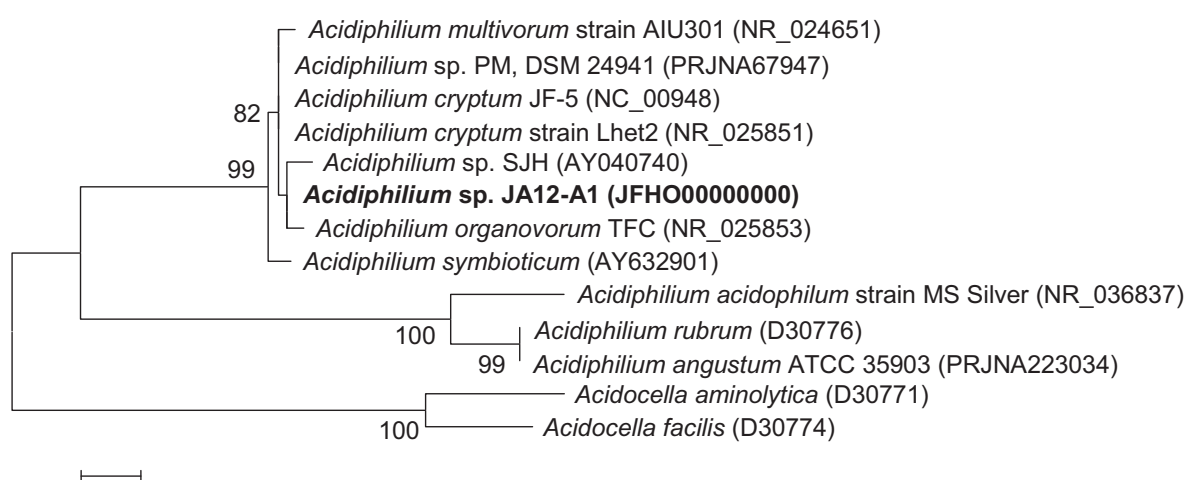 Acidiphilium multivorum strain AIU301 (NR_024651)
Acidiphilium sp. PM, DSM 24941 (PRJNA67947)
Acidiphilium cryptum JF-5 (NC_00948)
82
Acidiphilium cryptum strain Lhet2 (NR_025851)
Acidiphilium sp. SJH (AY040740)
99
Acidiphilium sp. JA12-A1 (JFHO00000000)
Acidiphilium organovorum TFC (NR_025853)
Acidiphilium symbioticum (AY632901)
Acidiphilium acidophilum strain MS Silver (NR_036837)
Acidiphilium rubrum (D30776)
100
Acidiphilium angustum ATCC 35903 (PRJNA223034)
99
Acidocella aminolytica (D30771)
Acidocella facilis (D30774)
100